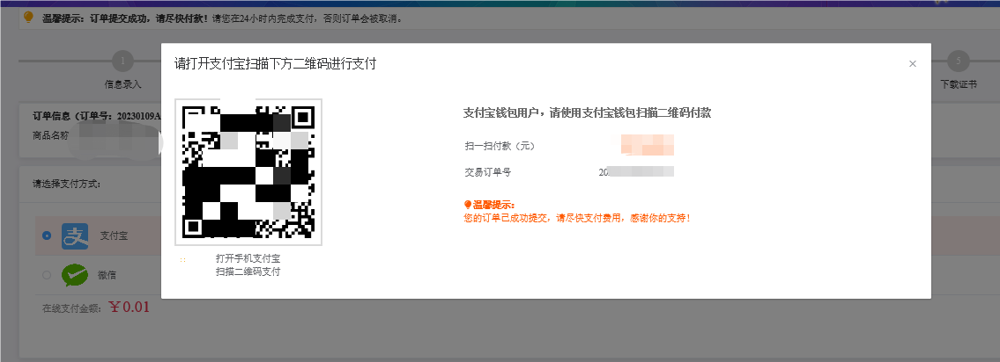 温馨提示：订单提交成功，请尽快付款！请您在24小时内完成支付，否则订单会被取消。
1
信息录入
5
下载证书
订单信息（订单号：20230109A
商品名称
请选择支付方式：
支付宝
微信
在线支付金额：￥0.01
请打开支付宝扫描下方二维码进行支付
×
支
打开手机支付宝
扫描二维码支付
支付宝钱包用户，请使用支付宝钱包扫描二维码付款
扫一扫付款（元）
交易订单号 20
温馨提示：
您的订单已成功提交，请尽快支付费用，感谢你的支持！